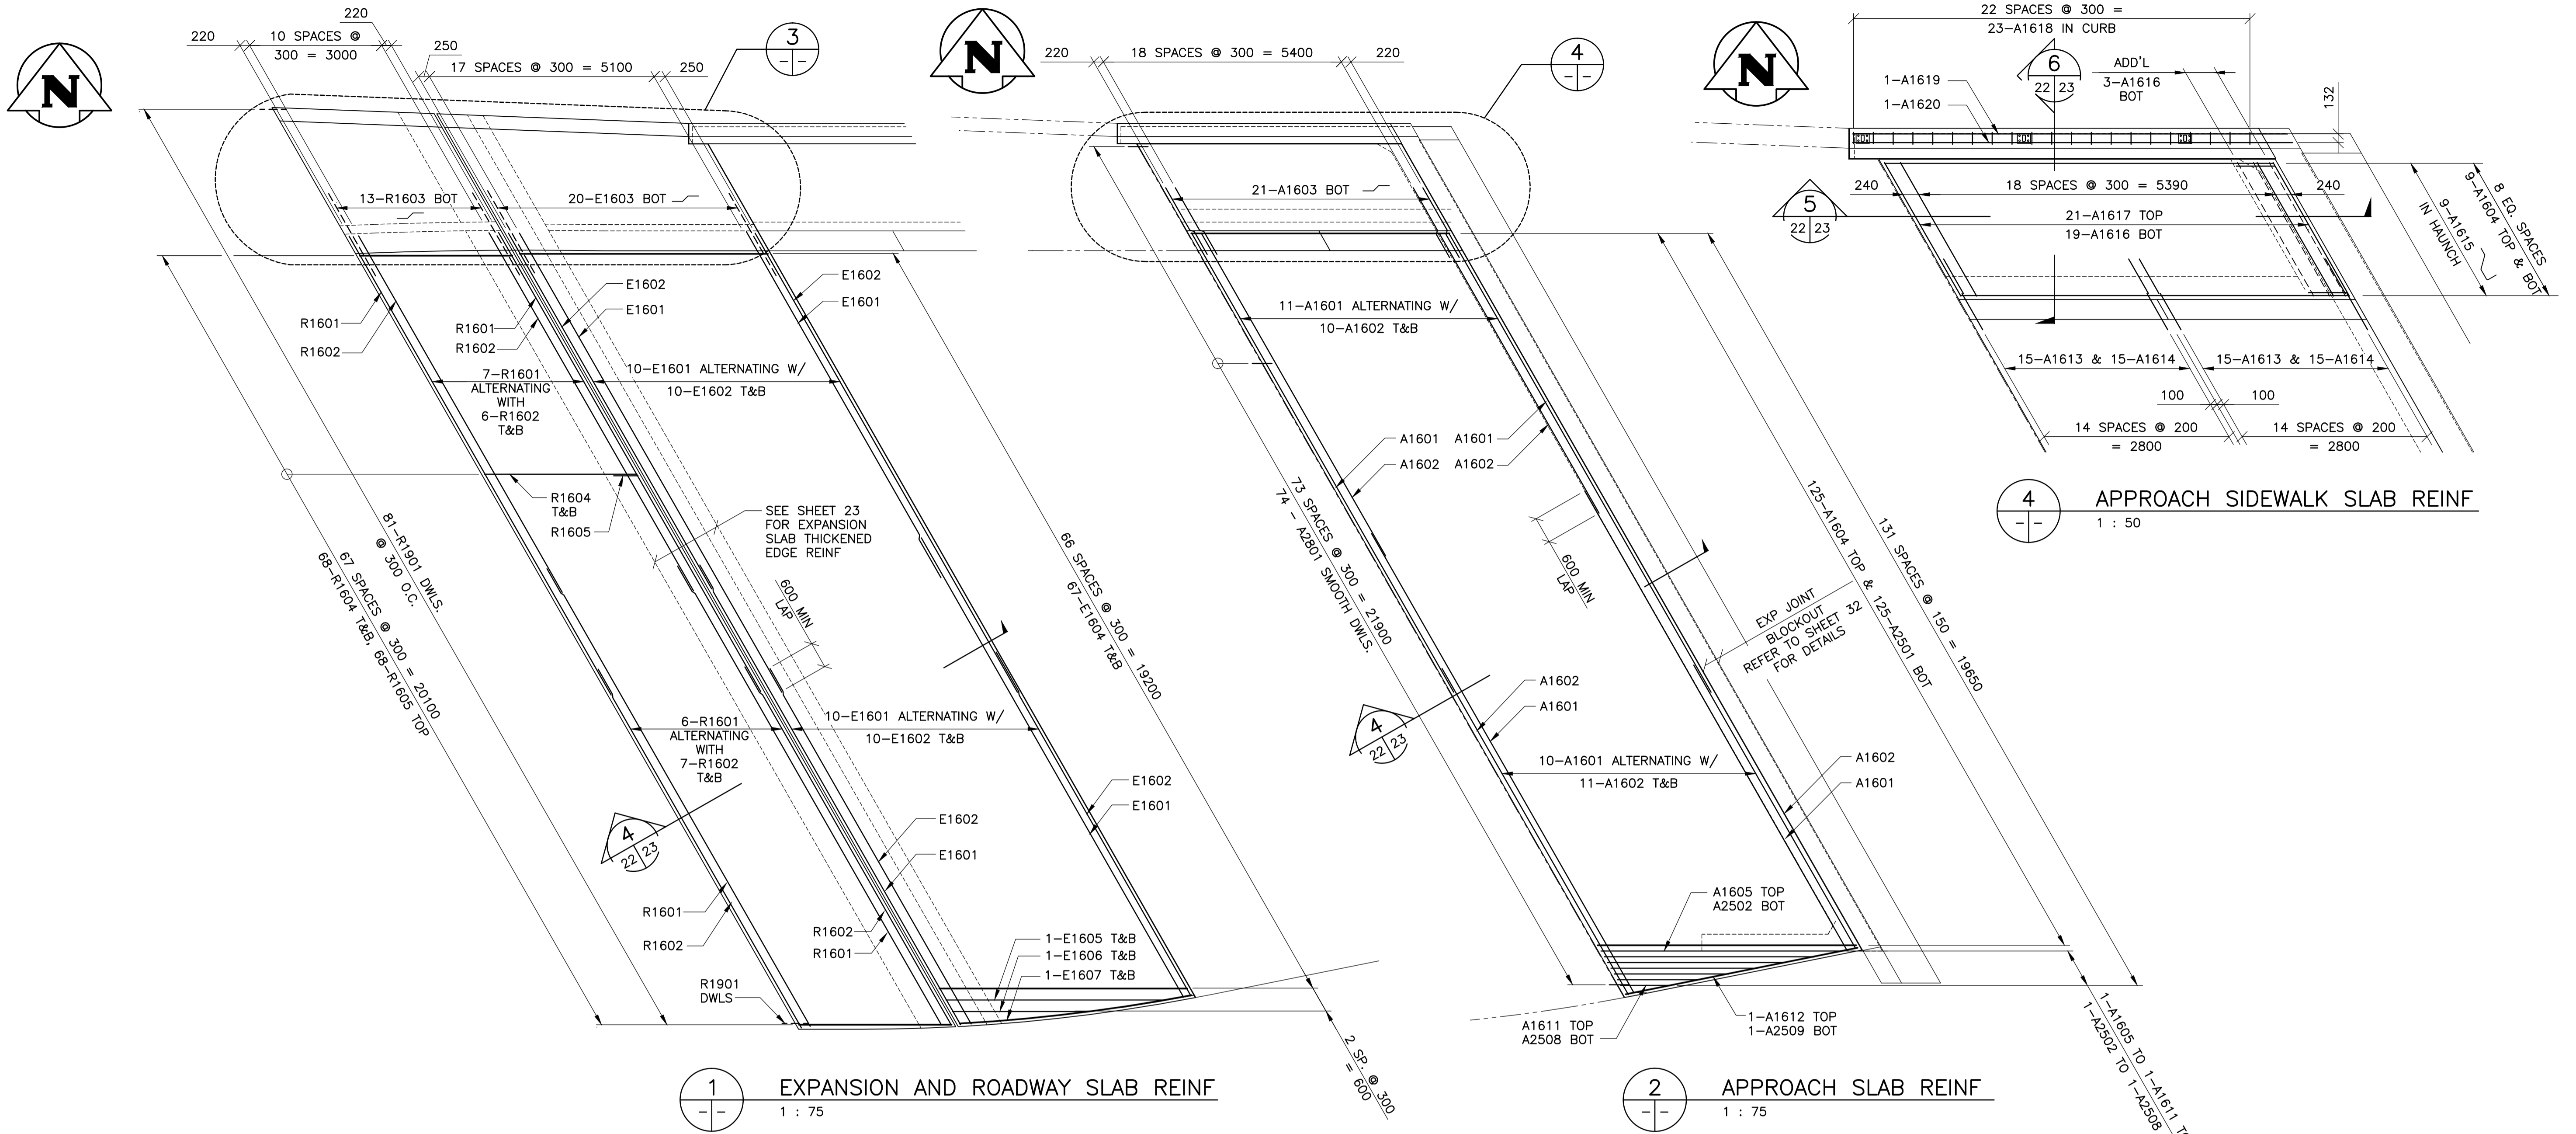 N
220
220
10 SPACES @
300 = 3000
250
17 SPACES @ 300 = 5100
250
3
13-R1603 BOT
20-E1603 BOT
E1602
E1601
E1602
E1601
R1601
R1602
R1601
R1602
7-R1601
ALTERNATING
WITH
6-R1602
T&B
10-E1601 ALTERNATING W/
10-E1602 T&B
R1604
T&B
R1605
SEE SHEET 23
FOR EXPANSION
SLAB THICKENED
EDGE REINF
600 MIN
LAP
81-R1901 DWLS.
@ 300 O.C.
67 SPACES @ 300 = 20100
68-R1604 T&B, 68-R1605 TOP
66 SPACES @ 300 = 19200
67-E1604 T&B
6-R1601
ALTERNATING
WITH
7-R1602
T&B
10-E1601 ALTERNATING W/
10-E1602 T&B
4
22 23
E1602
E1601
E1602
E1601
R1601
R1602
R1602
R1601
R1901
DWLS
1-E1605 T&B
1-E1606 T&B
1-E1607 T&B
2 SP. @ 300
= 600
1
EXPANSION AND ROADWAY SLAB REINF
1 : 75
N
220
18 SPACES @ 300 = 5400
220
4
21-A1603 BOT
11-A1601 ALTERNATING W/
10-A1602 T&B
A1601
A1601
A1602
A1602
600 MIN
LAP
73 SPACES @ 300 = 21900
74 - A2801 SMOOTH DWLS.
131 SPACES @ 150 = 19650
125-A1604 TOP & 125-A2501 BOT
EXP JOINT
BLOCKOUT
REFER TO SHEET 32
FOR DETAILS
4
22 23
A1602
A1601
10-A1601 ALTERNATING W/
11-A1602 T&B
A1602
A1601
A1605 TOP
A2502 BOT
A1611 TOP
A2508 BOT
1-A1612 TOP
1-A2509 BOT
1-A1605 TO 1-A1611 T
1-A2502 TO 1-A2508
2
APPROACH SLAB REINF
1 : 75
N
22 SPACES @ 300 =
23-A1618 IN CURB
1-A1619
1-A1620
6
22 23
ADD'L
3-A1616
BOT
132
5
22 23
240
18 SPACES @ 300 = 5390
240
21-A1617 TOP
19-A1616 BOT
8 EQ. SPACES
9-A1604 TOP & BOT
9-A1615
IN HAUNCH
15-A1613 & 15-A1614
15-A1613 & 15-A1614
100
100
14 SPACES @ 200
= 2800
14 SPACES @ 200
= 2800
4
APPROACH SIDEWALK SLAB REINF
1 : 50